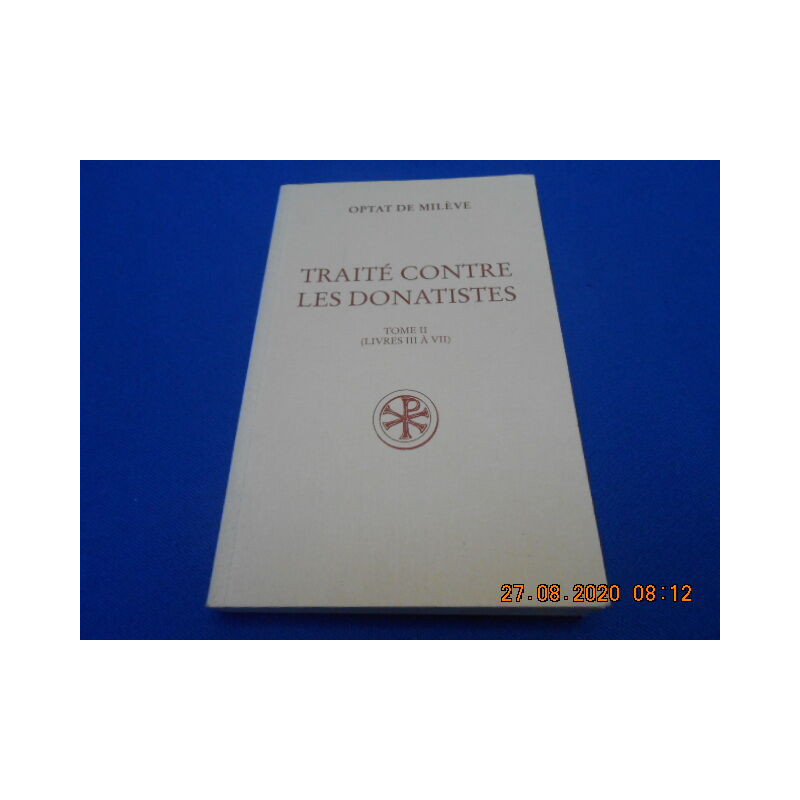 OPTAT DE MILÈVE
TRAITÉ CONTRE
LES DONATISTES
TOME II
(LIVRES III À VII)
27.08.2020 08:12